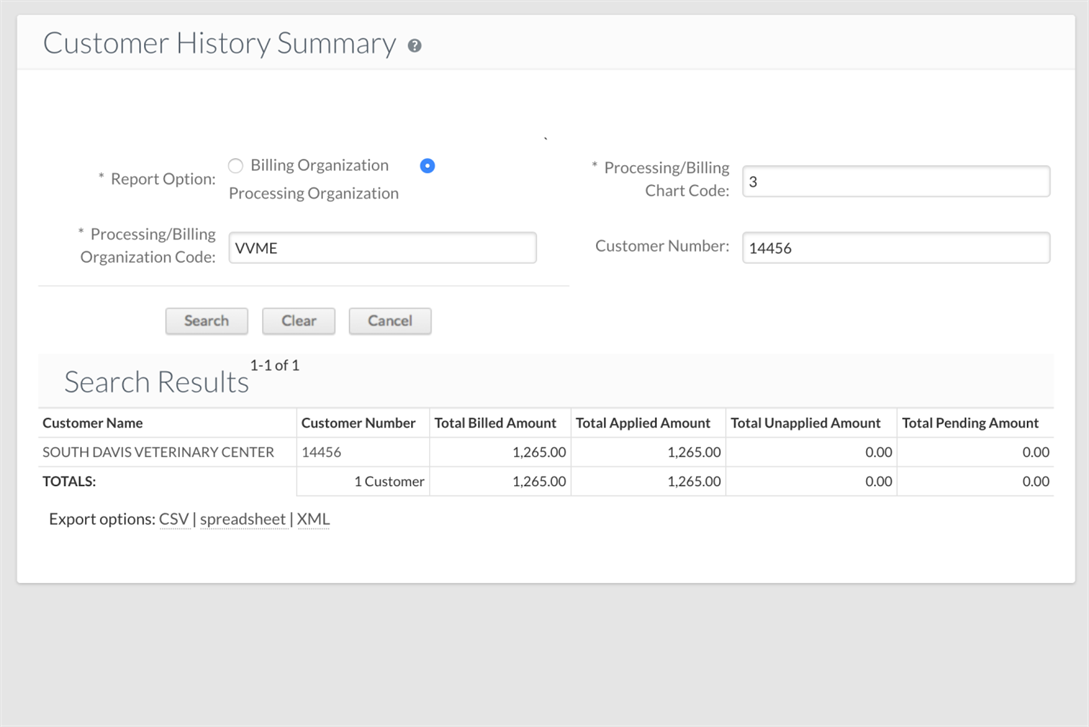 Customer History Summary ?
* Report Option:
Billing Organization
Processing Organization
* Processing/Billing
Chart Code:
3
* Processing/Billing
Organization Code:
VVME
Customer Number:
14456
Search Clear Cancel
1-1 of 1
Search Results
Customer Name Customer Number Total Billed Amount Total Applied Amount Total Unapplied Amount Total Pending Amount
SOUTH DAVIS VETERINARY CENTER 14456 1,265.00 1,265.00 0.00 0.00
TOTALS: 1 Customer 1,265.00 1,265.00 0.00 0.00
Export options: CSV | spreadsheet | XML